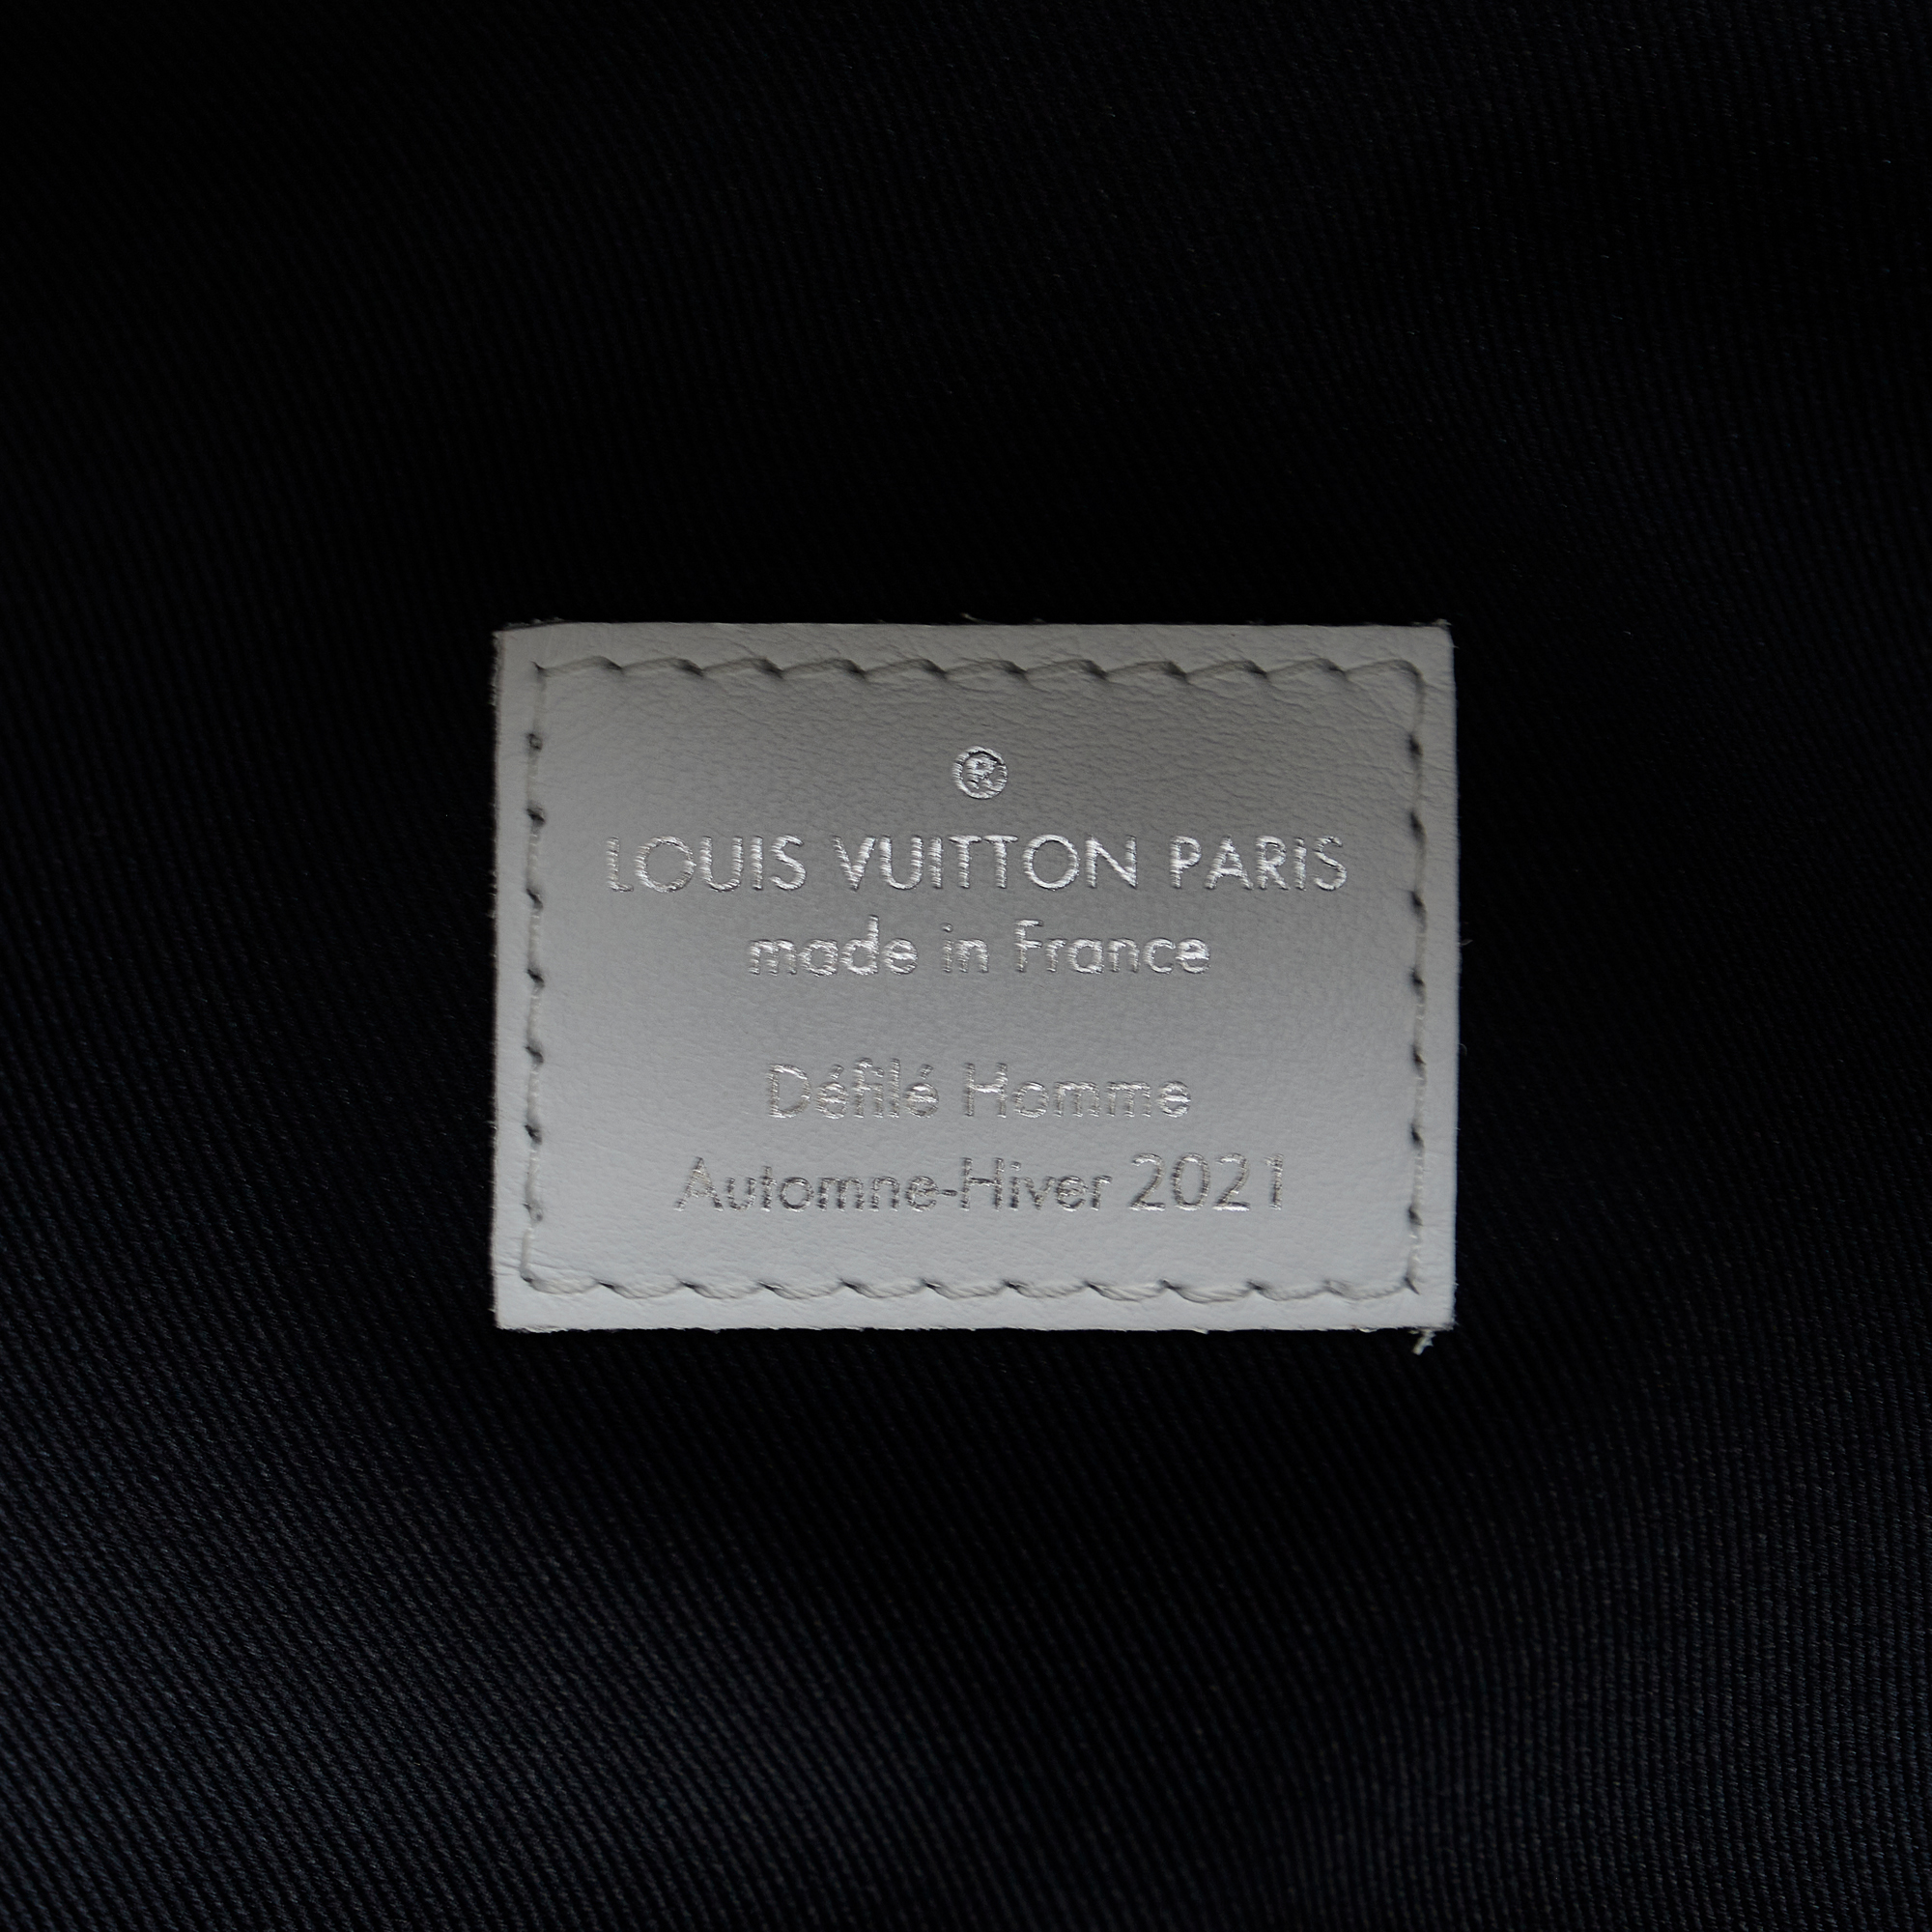 ®
LOUIS VUITTON PARIS
made in France
Défilé Homme
Automne-Hiver 2021